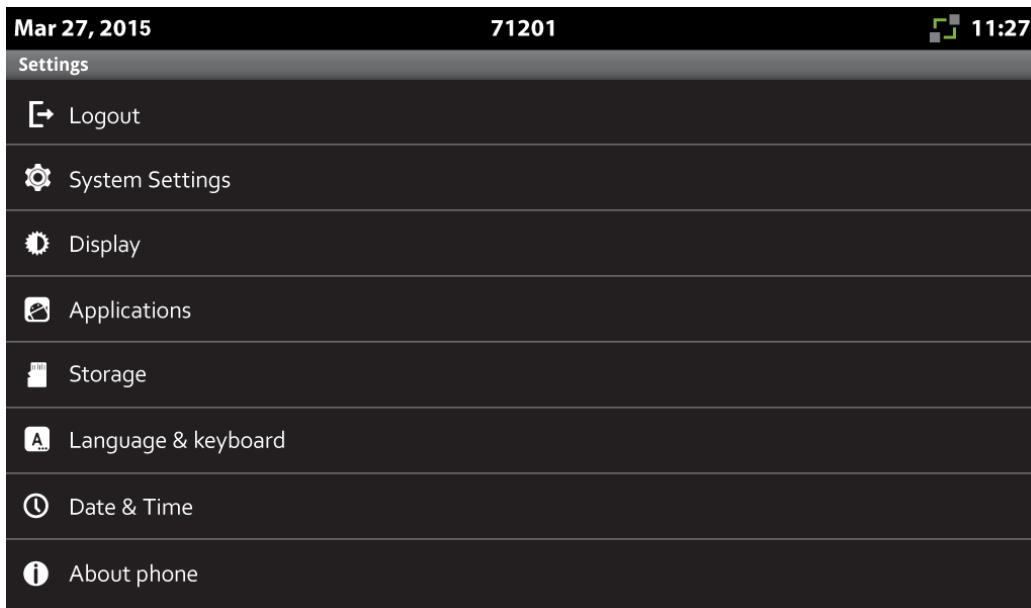 Mar 27, 2015 71201 11:27
Settings
Logout
System Settings
Display
Applications
Storage
Language & keyboard
Date & Time
About phone